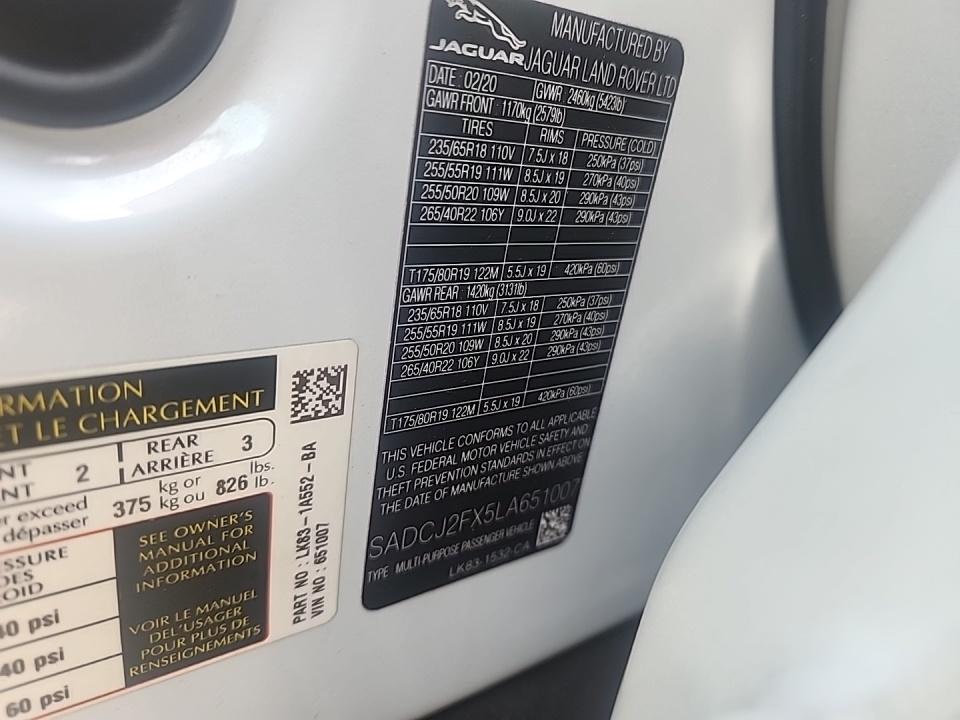 JAGUAR
MANUFACTURED BY
JAGUAR LAND ROVER LTD
DATE: 02/20 GVWR 2460kg (5423lb)
GAWR FRONT: 1170kg (2579lb)
TIRES RIMS PRESSURE (COLD)
235/65R18 110V 7.5J x 18 250kPa (37psi)
255/55R19 111W 8.5J x 19 270kPa (40psi)
255/50R20 109W 8.5J x 20 290kPa (43psi)
265/40R22 106Y 9.0J x 22 290kPa (43psi)
T175/80R19 122M 5.5J x 19 420kPa (60psi)
GAWR REAR: 1420kg (3131lb)
235/65R18 110V 7.5J x 18 250kPa (37psi)
255/55R19 111W 8.5J x 19 270kPa (40psi)
255/50R20 109W 8.5J x 20 290kPa (43psi)
265/40R22 106Y 9.0J x 22 290kPa (43psi)
T175/80R19 122M 5.5J x 19 420kPa (60psi)
THIS VEHICLE CONFORMS TO ALL APPLICABLE
U.S. FEDERAL MOTOR VEHICLE SAFETY AND
THEFT PREVENTION STANDARDS IN EFFECT ON
THE DATE OF MANUFACTURE SHOWN ABOVE
SADCJ2FX5LA651007
TYPE MULTI-PURPOSE PASSENGER VEHICLE
LK83-1532-CA
RMATION
ET LE CHARGEMENT
NT 2 REAR 3
NT ARRIÈRE
er exceed 375 kg or 826 lbs.
dépasser kg ou lb.
SSURE
DES
OID
40 psi
40 psi
60 psi
SEE OWNER'S
MANUAL FOR
ADDITIONAL
INFORMATION
VOIR LE MANUEL
DE L'USAGER
POUR PLUS DE
RENSEIGNEMENTS
PART NO : LK83-1A552-BA
VIN NO : 651007